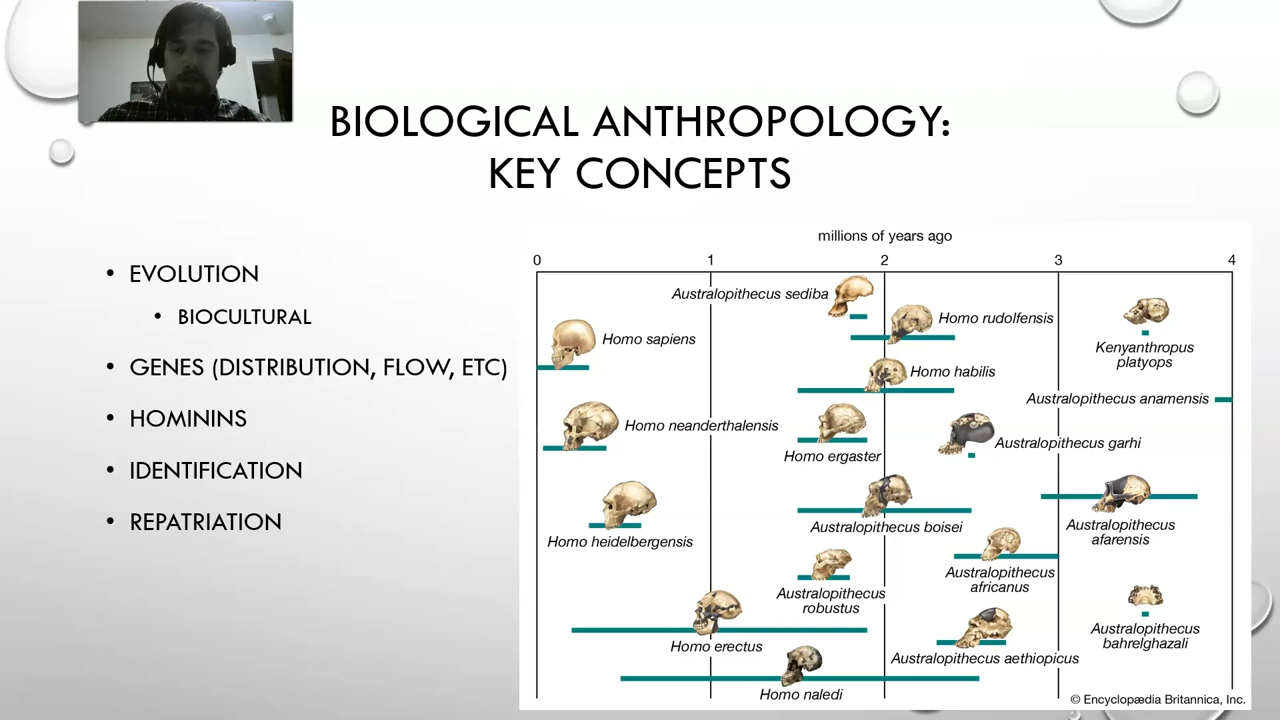 BIOLOGICAL ANTHROPOLOGY:
KEY CONCEPTS
• EVOLUTION
• BIOCULTURAL
• GENES (DISTRIBUTION, FLOW, ETC)
• HOMININS
• IDENTIFICATION
• REPATRIATION
millions of years ago
0 1 2 3 4
Australopithecus sediba
Homo rudolfensis
Homo sapiens
Kenyanthropus
platyops
Homo habilis
Australopithecus anamensis
Homo neanderthalensis
Homo ergaster
Australopithecus garhi
Australopithecus boisei
Australopithecus
afarensis
Homo heidelbergensis
Australopithecus
africanus
Australopithecus
robustus
Australopithecus
bahrelghazali
Homo erectus
Australopithecus aethiopicus
Homo naledi
© Encyclopædia Britannica, Inc.